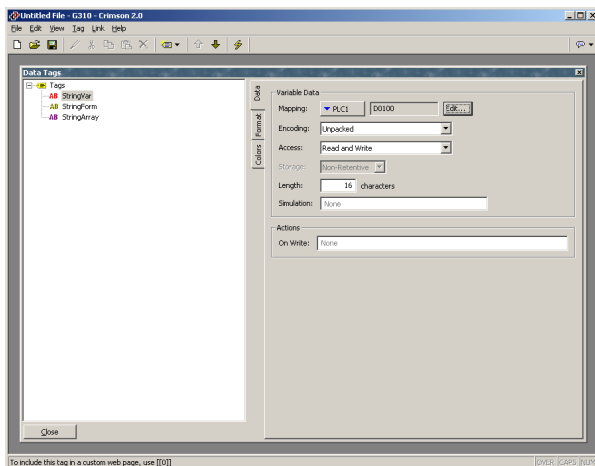 Untitled File - G310 - Crimson 2.0
File Edit View Tag Link Help
Data Tags
Tags
AB StringVar
AB StringForm
AB StringArray
Data
Format
Colors
Variable Data
Mapping: PLC1 D0100 Edit...
Encoding: Unpacked
Access: Read and Write
Storage: Non-Retentive
Length: 16 characters
Simulation: None
Actions
On Write: None
Close
To include this tag in a custom web page, use [[0]]
OVER CAPS NUM